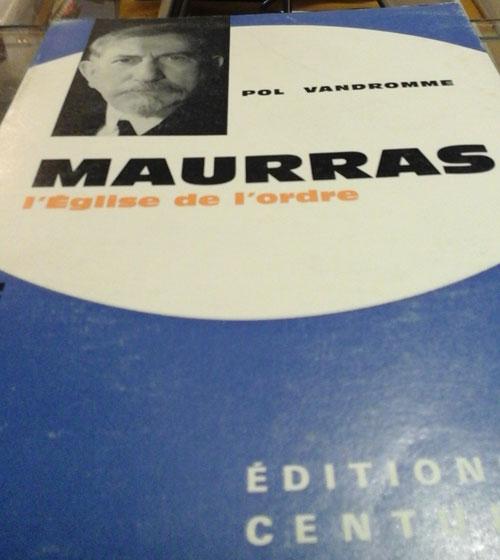 POL VANDROMME
MAURRAS
l'Église de l'ordre
ÉDITION
CENTU